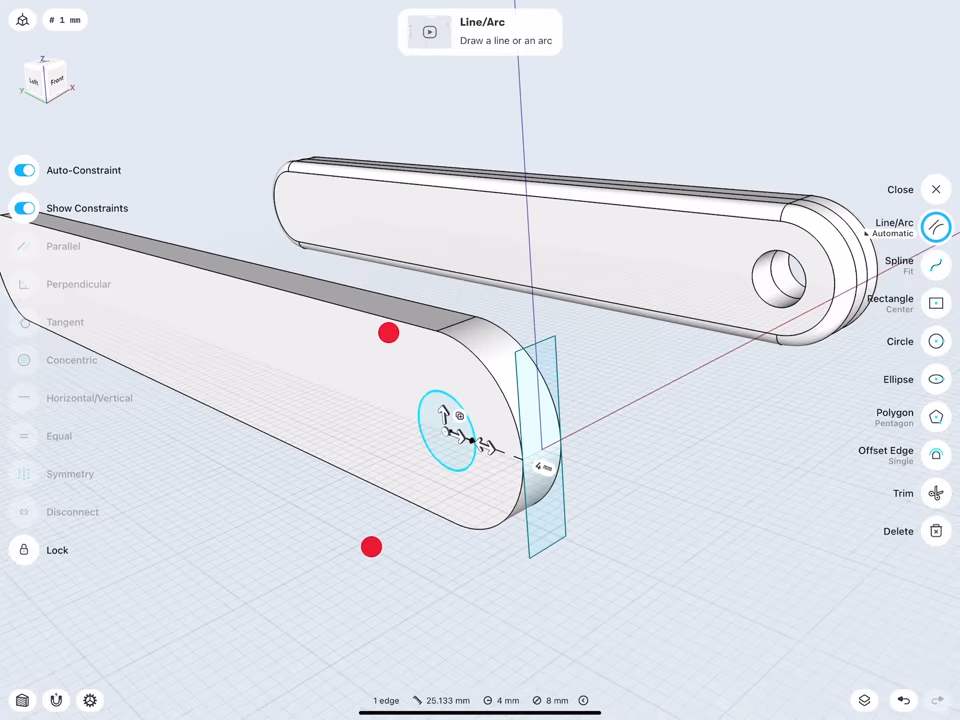 # 1 mm
Line/Arc
Draw a line or an arc
Z
Left
Front
Y
X
Auto-Constraint
Show Constraints
Parallel
Perpendicular
Tangent
Concentric
Horizontal/Vertical
Equal
Symmetry
Disconnect
Lock
Close
Line/Arc
Automatic
Spline
Fit
Rectangle
Center
Circle
Ellipse
Polygon
Pentagon
Offset Edge
Single
Trim
Delete
4 mm
1 edge 25.133 mm 4 mm 8 mm